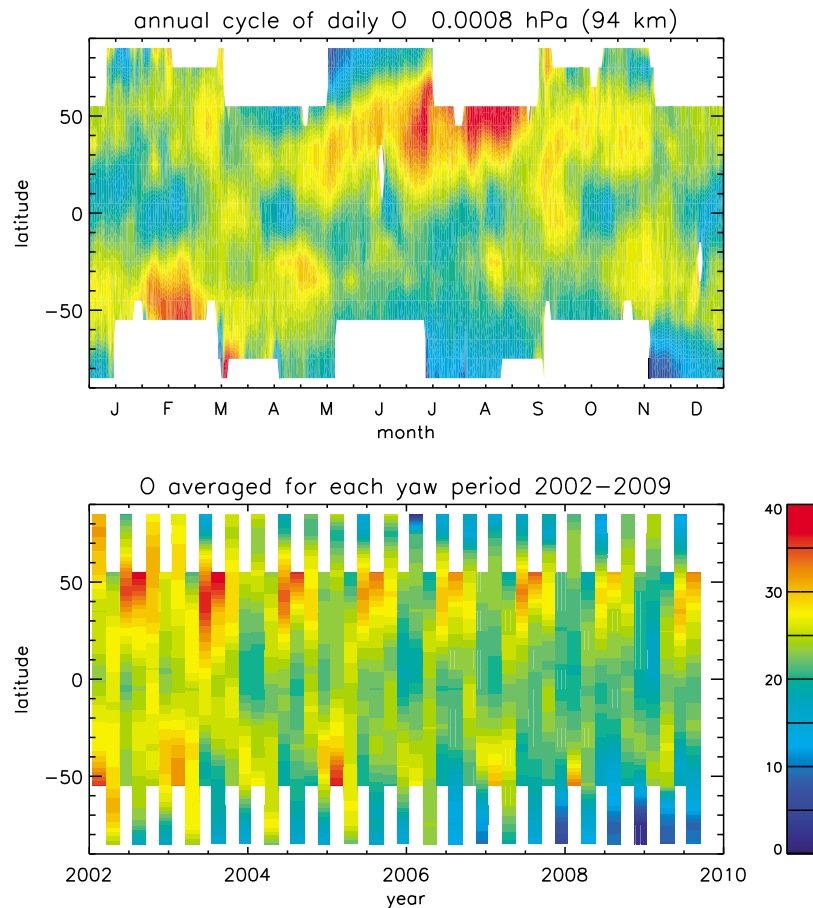 annual cycle of daily O 0.0008 hPa (94 km)
latitude
50
0
−50
J F M A M J J A S O N D
month
O averaged for each yaw period 2002−2009
latitude
50
0
−50
2002 2004 2006 2008 2010
year
40
30
20
10
0